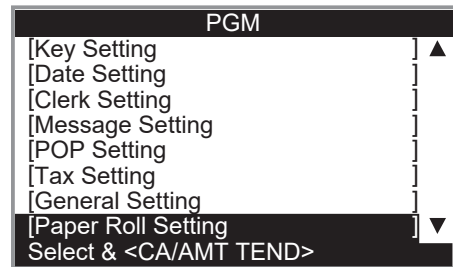 PGM
[Key Setting ] ▲
[Date Setting ]
[Clerk Setting ]
[Message Setting ]
[POP Setting ]
[Tax Setting ]
[General Setting ]
[Paper Roll Setting ] ▼
Select & <CA/AMT TEND>